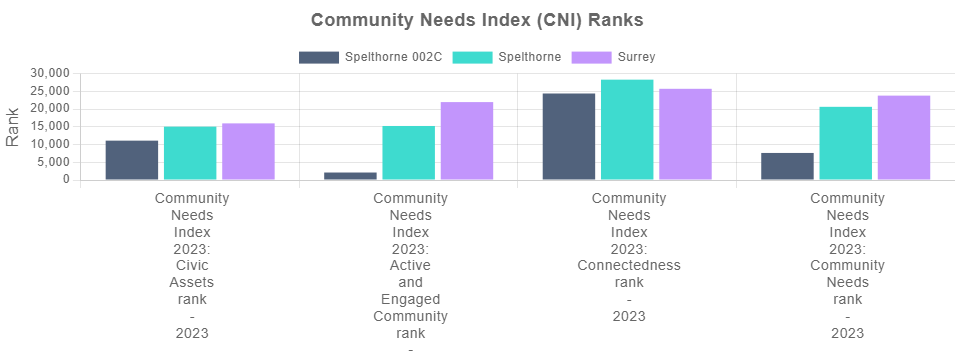 Community Needs Index (CNI) Ranks
Spelthorne 002C
Spelthorne
Surrey
Rank
30,000
25,000
20,000
15,000
10,000
5,000
0
Community
Needs
Index
2023:
Civic
Assets
rank
-
2023
Community
Needs
Index
2023:
Active
and
Engaged
Community
rank
-
Community
Needs
Index
2023:
Connectedness
rank
-
2023
Community
Needs
Index
2023:
Community
Needs
rank
-
2023